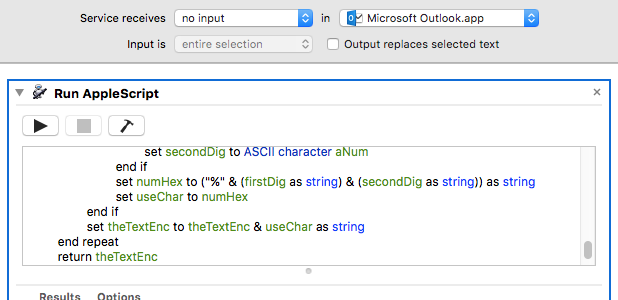 Service receives no input in Microsoft Outlook.app
Input is entire selection Output replaces selected text
Run AppleScript
set secondDig to ASCII character aNum
end if
set numHex to ("%" & (firstDig as string) & (secondDig as string)) as string
set useChar to numHex
end if
set theTextEnc to theTextEnc & useChar as string
end repeat
return theTextEnc
Results Options